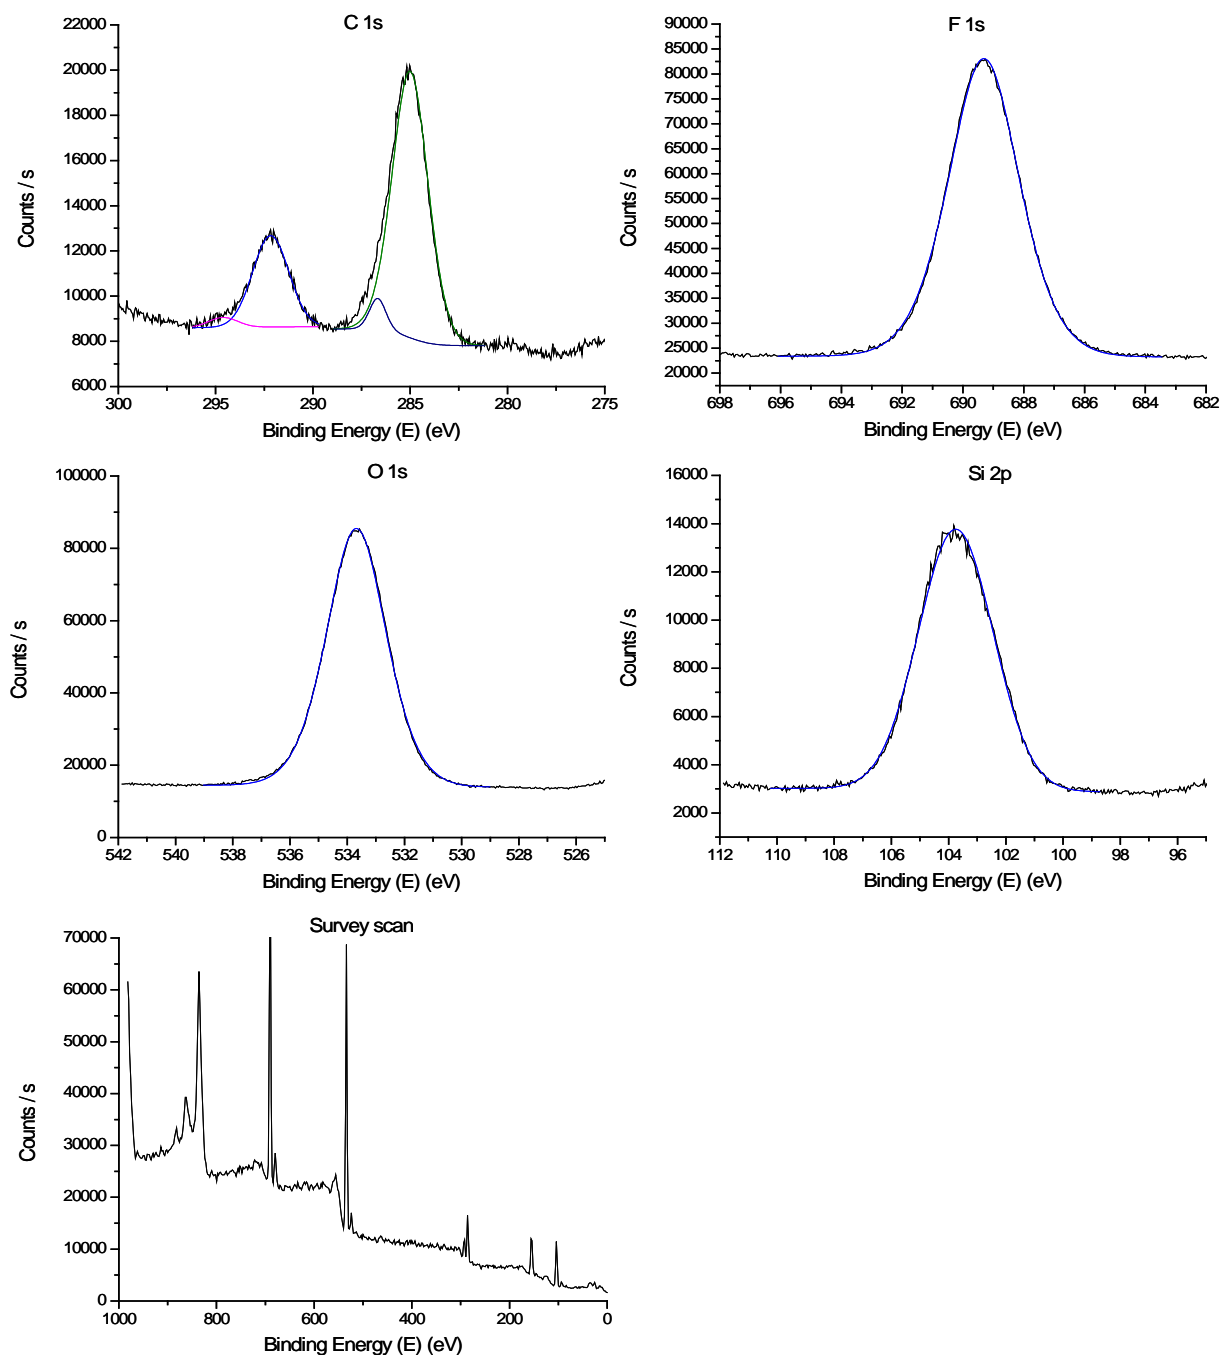 C 1s
22000
20000
18000
16000
14000
12000
10000
8000
6000
300 295 290 285 280 275
Counts / s
Binding Energy (E) (eV)
F 1s
90000
85000
80000
75000
70000
65000
60000
55000
50000
45000
40000
35000
30000
25000
20000
698 696 694 692 690 688 686 684 682
Counts / s
Binding Energy (E) (eV)
O 1s
100000
80000
60000
40000
20000
0
542 540 538 536 534 532 530 528 526
Counts / s
Binding Energy (E) (eV)
Si 2p
16000
14000
12000
10000
8000
6000
4000
2000
112 110 108 106 104 102 100 98 96
Counts / s
Binding Energy (E) (eV)
Survey scan
70000
60000
50000
40000
30000
20000
10000
0
1000 800 600 400 200 0
Counts / s
Binding Energy (E) (eV)